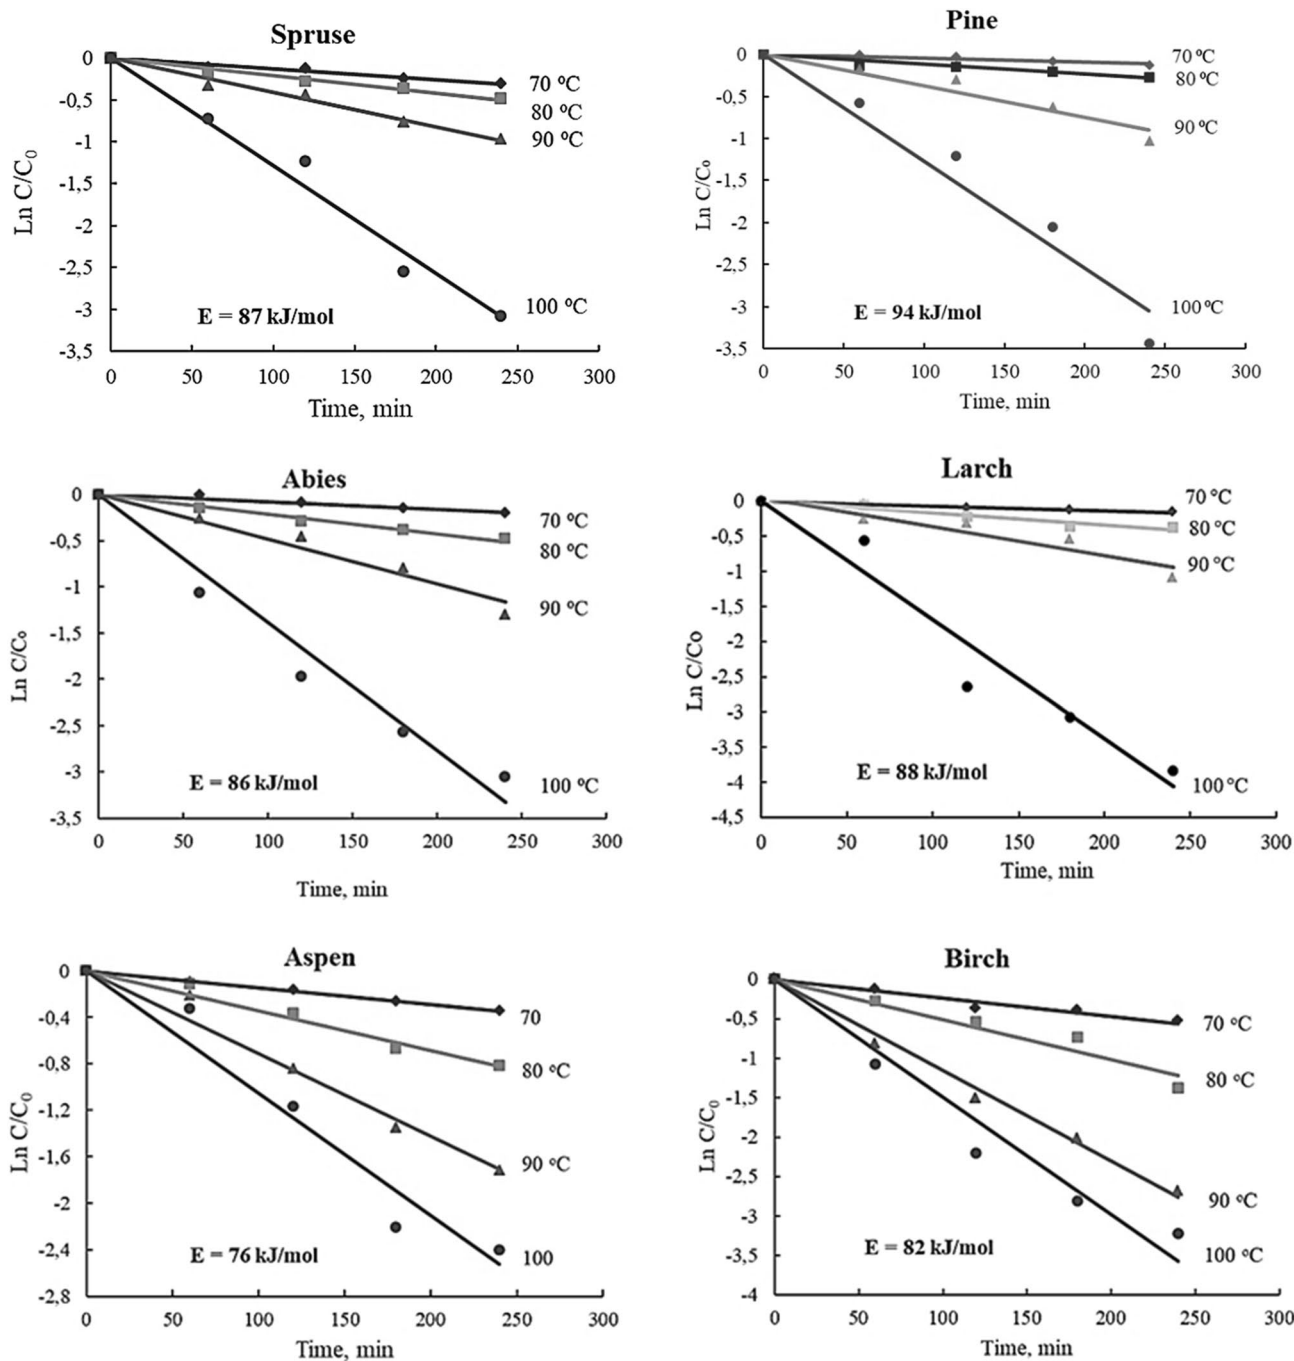 Spruse
0
-0,5
-1
-1,5
-2
-2,5
-3
-3,5
Ln C/C0
70 ºC
80 ºC
90 ºC
100 ºC
E = 87 kJ/mol
0 50 100 150 200 250 300
Time, min
Pine
0
-0,5
-1
-1,5
-2
-2,5
-3
-3,5
Ln C/Co
70 ºC
80 ºC
90 ºC
100 ºC
E = 94 kJ/mol
0 50 100 150 200 250 300
Time, min
Abies
0
-0,5
-1
-1,5
-2
-2,5
-3
-3,5
Ln C/Co
70 ºC
80 ºC
90 ºC
100 ºC
E = 86 kJ/mol
0 50 100 150 200 250 300
Time, min
Larch
0
-0,5
-1
-1,5
-2
-2,5
-3
-3,5
-4
-4,5
Ln C/Co
70 ºC
80 ºC
90 ºC
100 ºC
E = 88 kJ/mol
0 50 100 150 200 250 300
Time, min
Aspen
0
-0,4
-0,8
-1,2
-1,6
-2
-2,4
-2,8
Ln C/C0
70
80 ºC
90 ºC
100
E = 76 kJ/mol
0 50 100 150 200 250 300
Time, min
Birch
0
-0,5
-1
-1,5
-2
-2,5
-3
-3,5
-4
Ln C/C0
70 ºC
80 ºC
90 ºC
100 ºC
E = 82 kJ/mol
0 50 100 150 200 250 300
Time, min